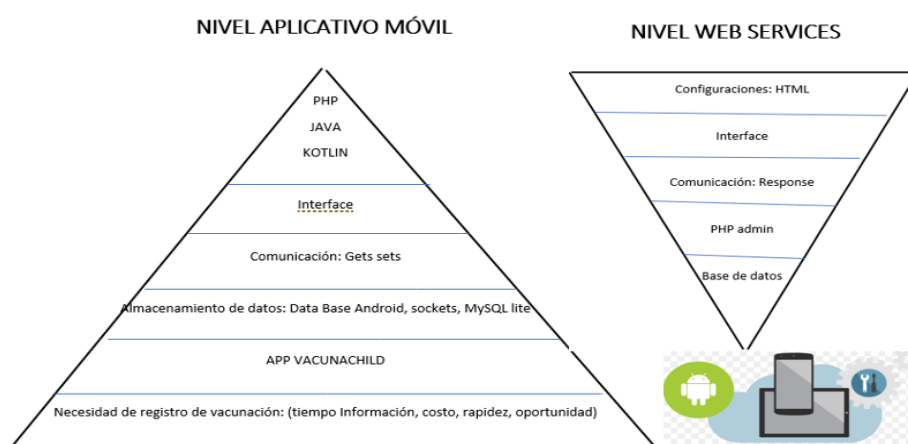 NIVEL APLICATIVO MÓVIL
PHP
JAVA
KOTLIN
Interface
Comunicación: Gets sets
Almacenamiento de datos: Data Base Android, sockets, MySQL lite
APP VACUNACHILD
Necesidad de registro de vacunación: (tiempo Información, costo, rapidez, oportunidad)
NIVEL WEB SERVICES
Configuraciones: HTML
Interface
Comunicación: Response
PHP admin
Base de datos